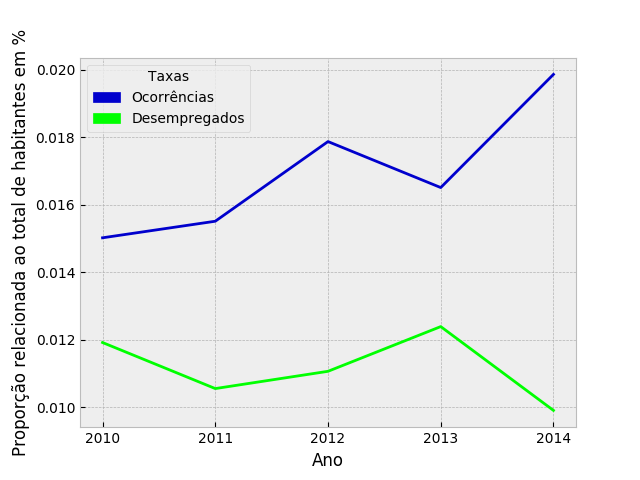 Proporção relacionada ao total de habitantes em %
0.020
0.018
0.016
0.014
0.012
0.010
Taxas
Ocorrências
Desempregados
2010 2011 2012 2013 2014
Ano